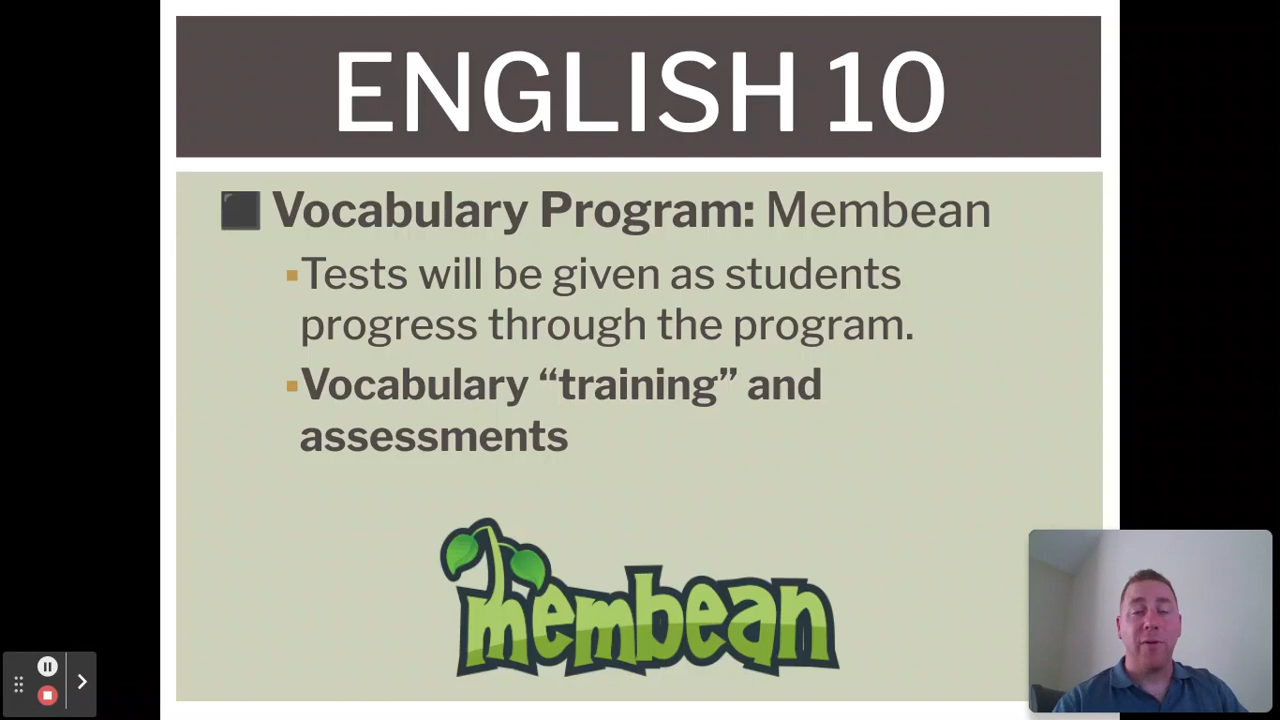 ENGLISH 10
Vocabulary Program: Membean
Tests will be given as students
progress through the program.
Vocabulary “training” and
assessments
membean